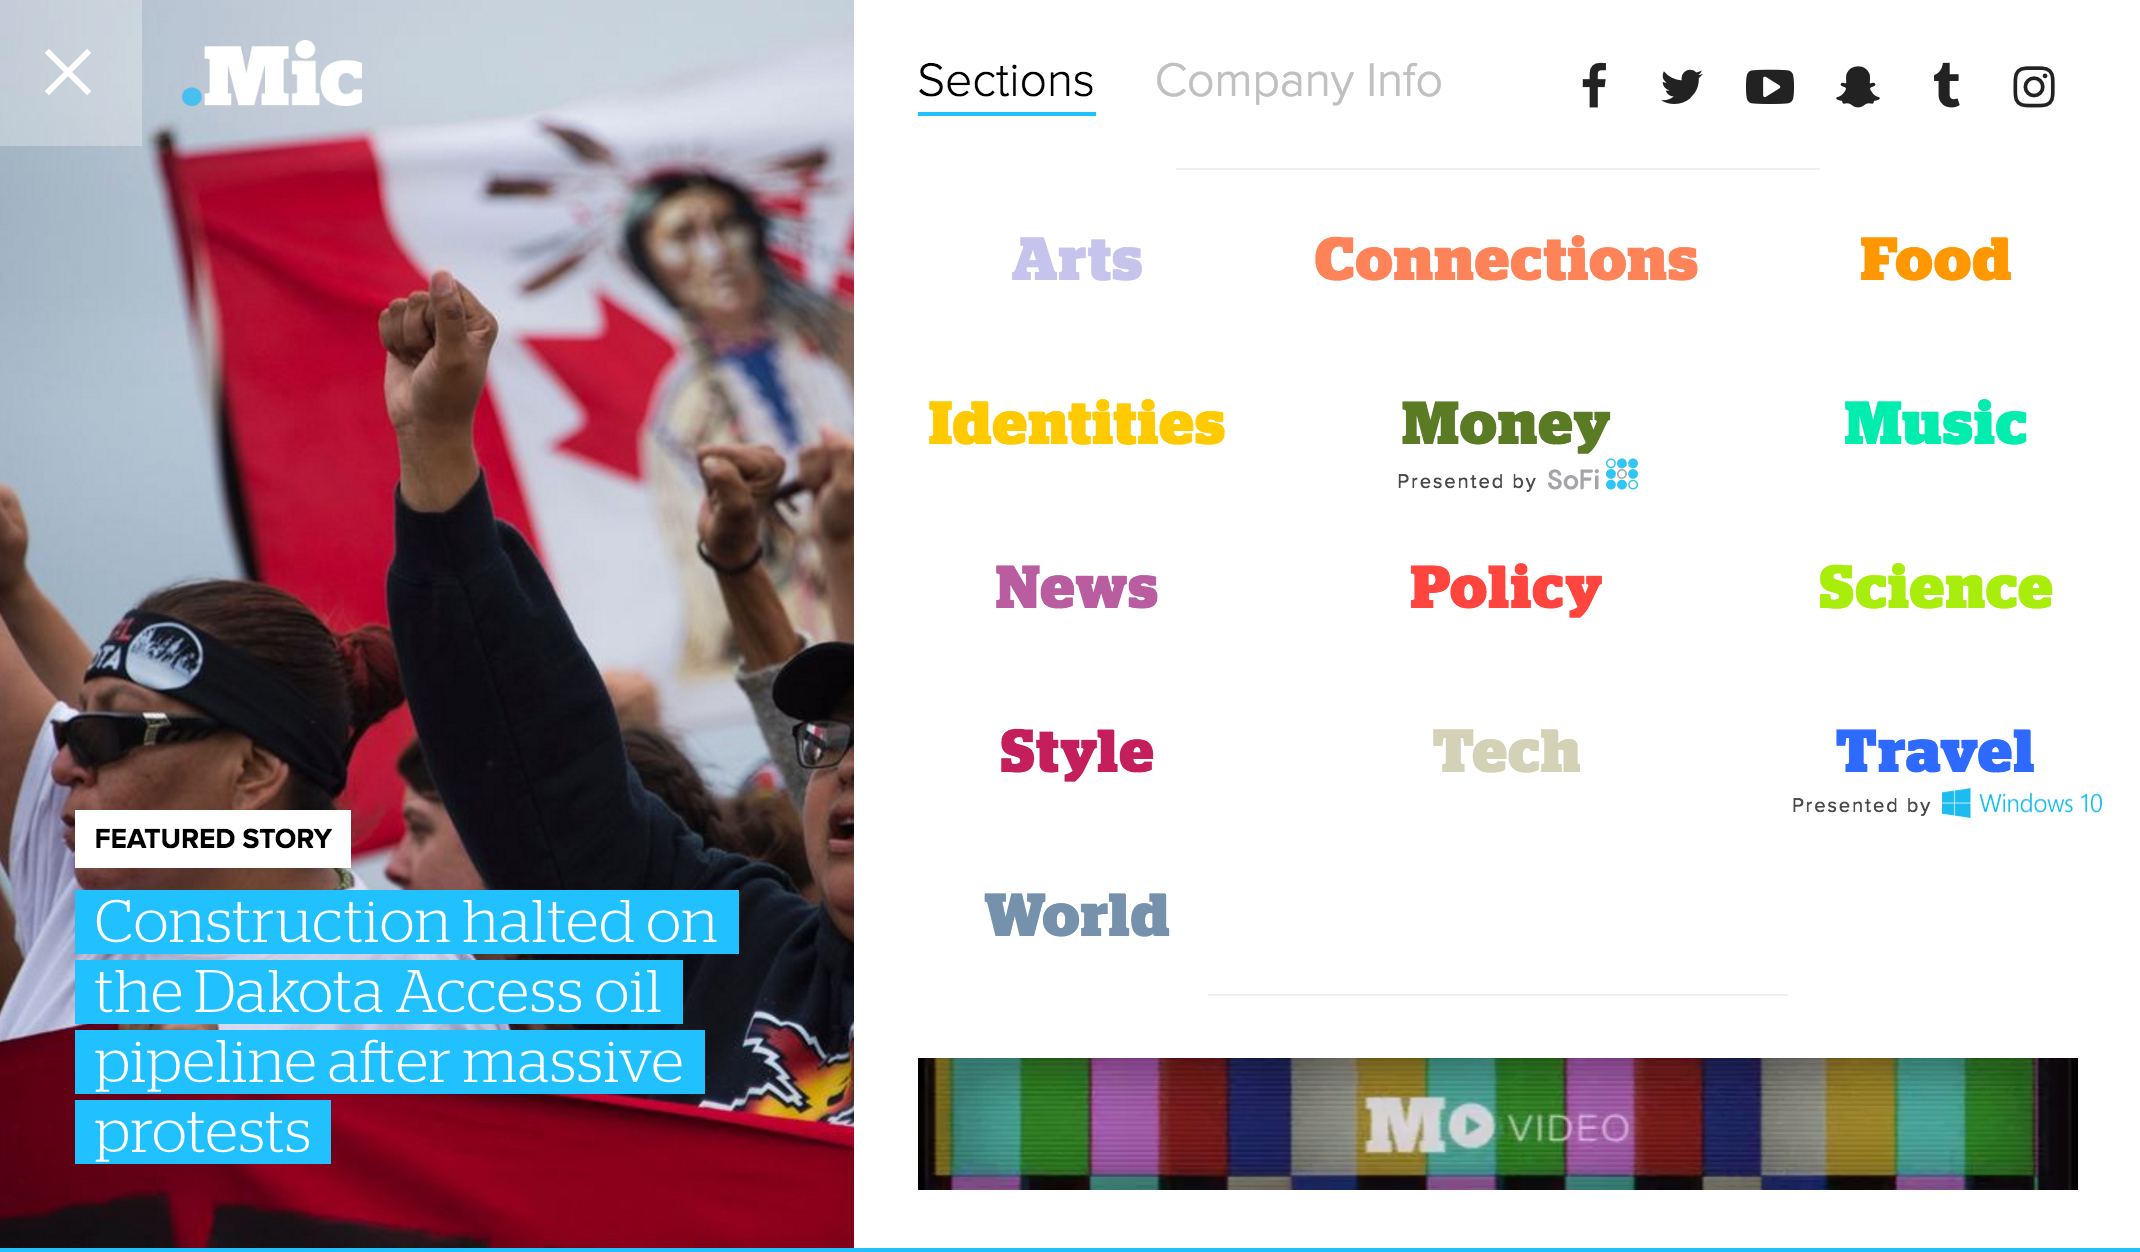 .Mic
FEATURED STORY
Construction halted on
the Dakota Access oil
pipeline after massive
protests
Sections
Company Info
Arts
Connections
Food
Identities
Money
Presented by SoFi
Music
News
Policy
Science
Style
Tech
Travel
Presented by Windows 10
World
M VIDEO